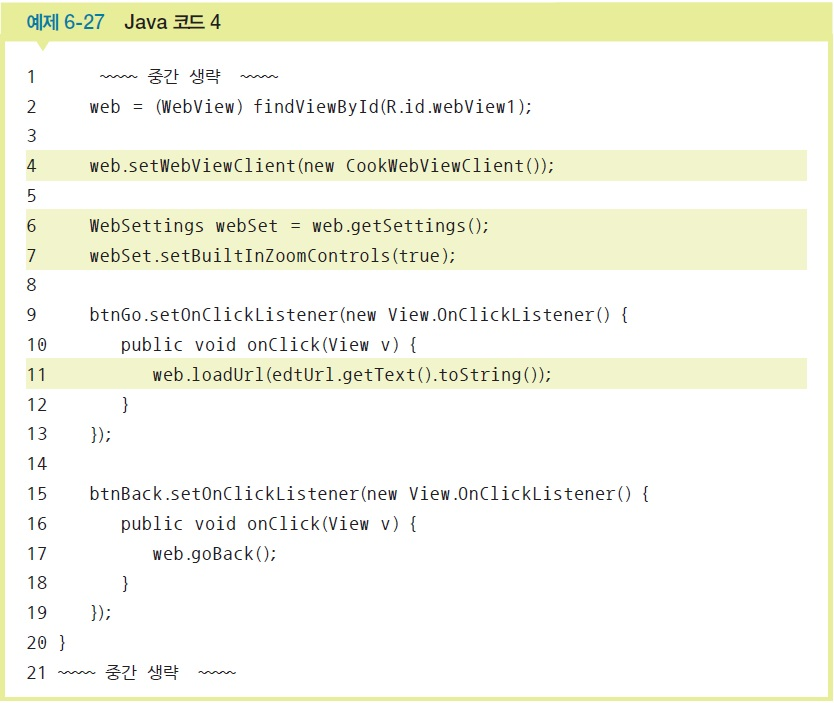 예제 6-27 Java 코드 4
1 ~~~~ 중간 생략 ~~~~
2 web = (WebView) findViewById(R.id.webView1);
3
4 web.setWebViewClient(new CookWebViewClient());
5
6 WebSettings webSet = web.getSettings();
7 webSet.setBuiltInZoomControls(true);
8
9 btnGo.setOnClickListener(new View.OnClickListener() {
10 public void onClick(View v) {
11 web.loadUrl(edtUrl.getText().toString());
12 }
13 });
14
15 btnBack.setOnClickListener(new View.OnClickListener() {
16 public void onClick(View v) {
17 web.goBack();
18 }
19 });
20 }
21 ~~~~ 중간 생략 ~~~~